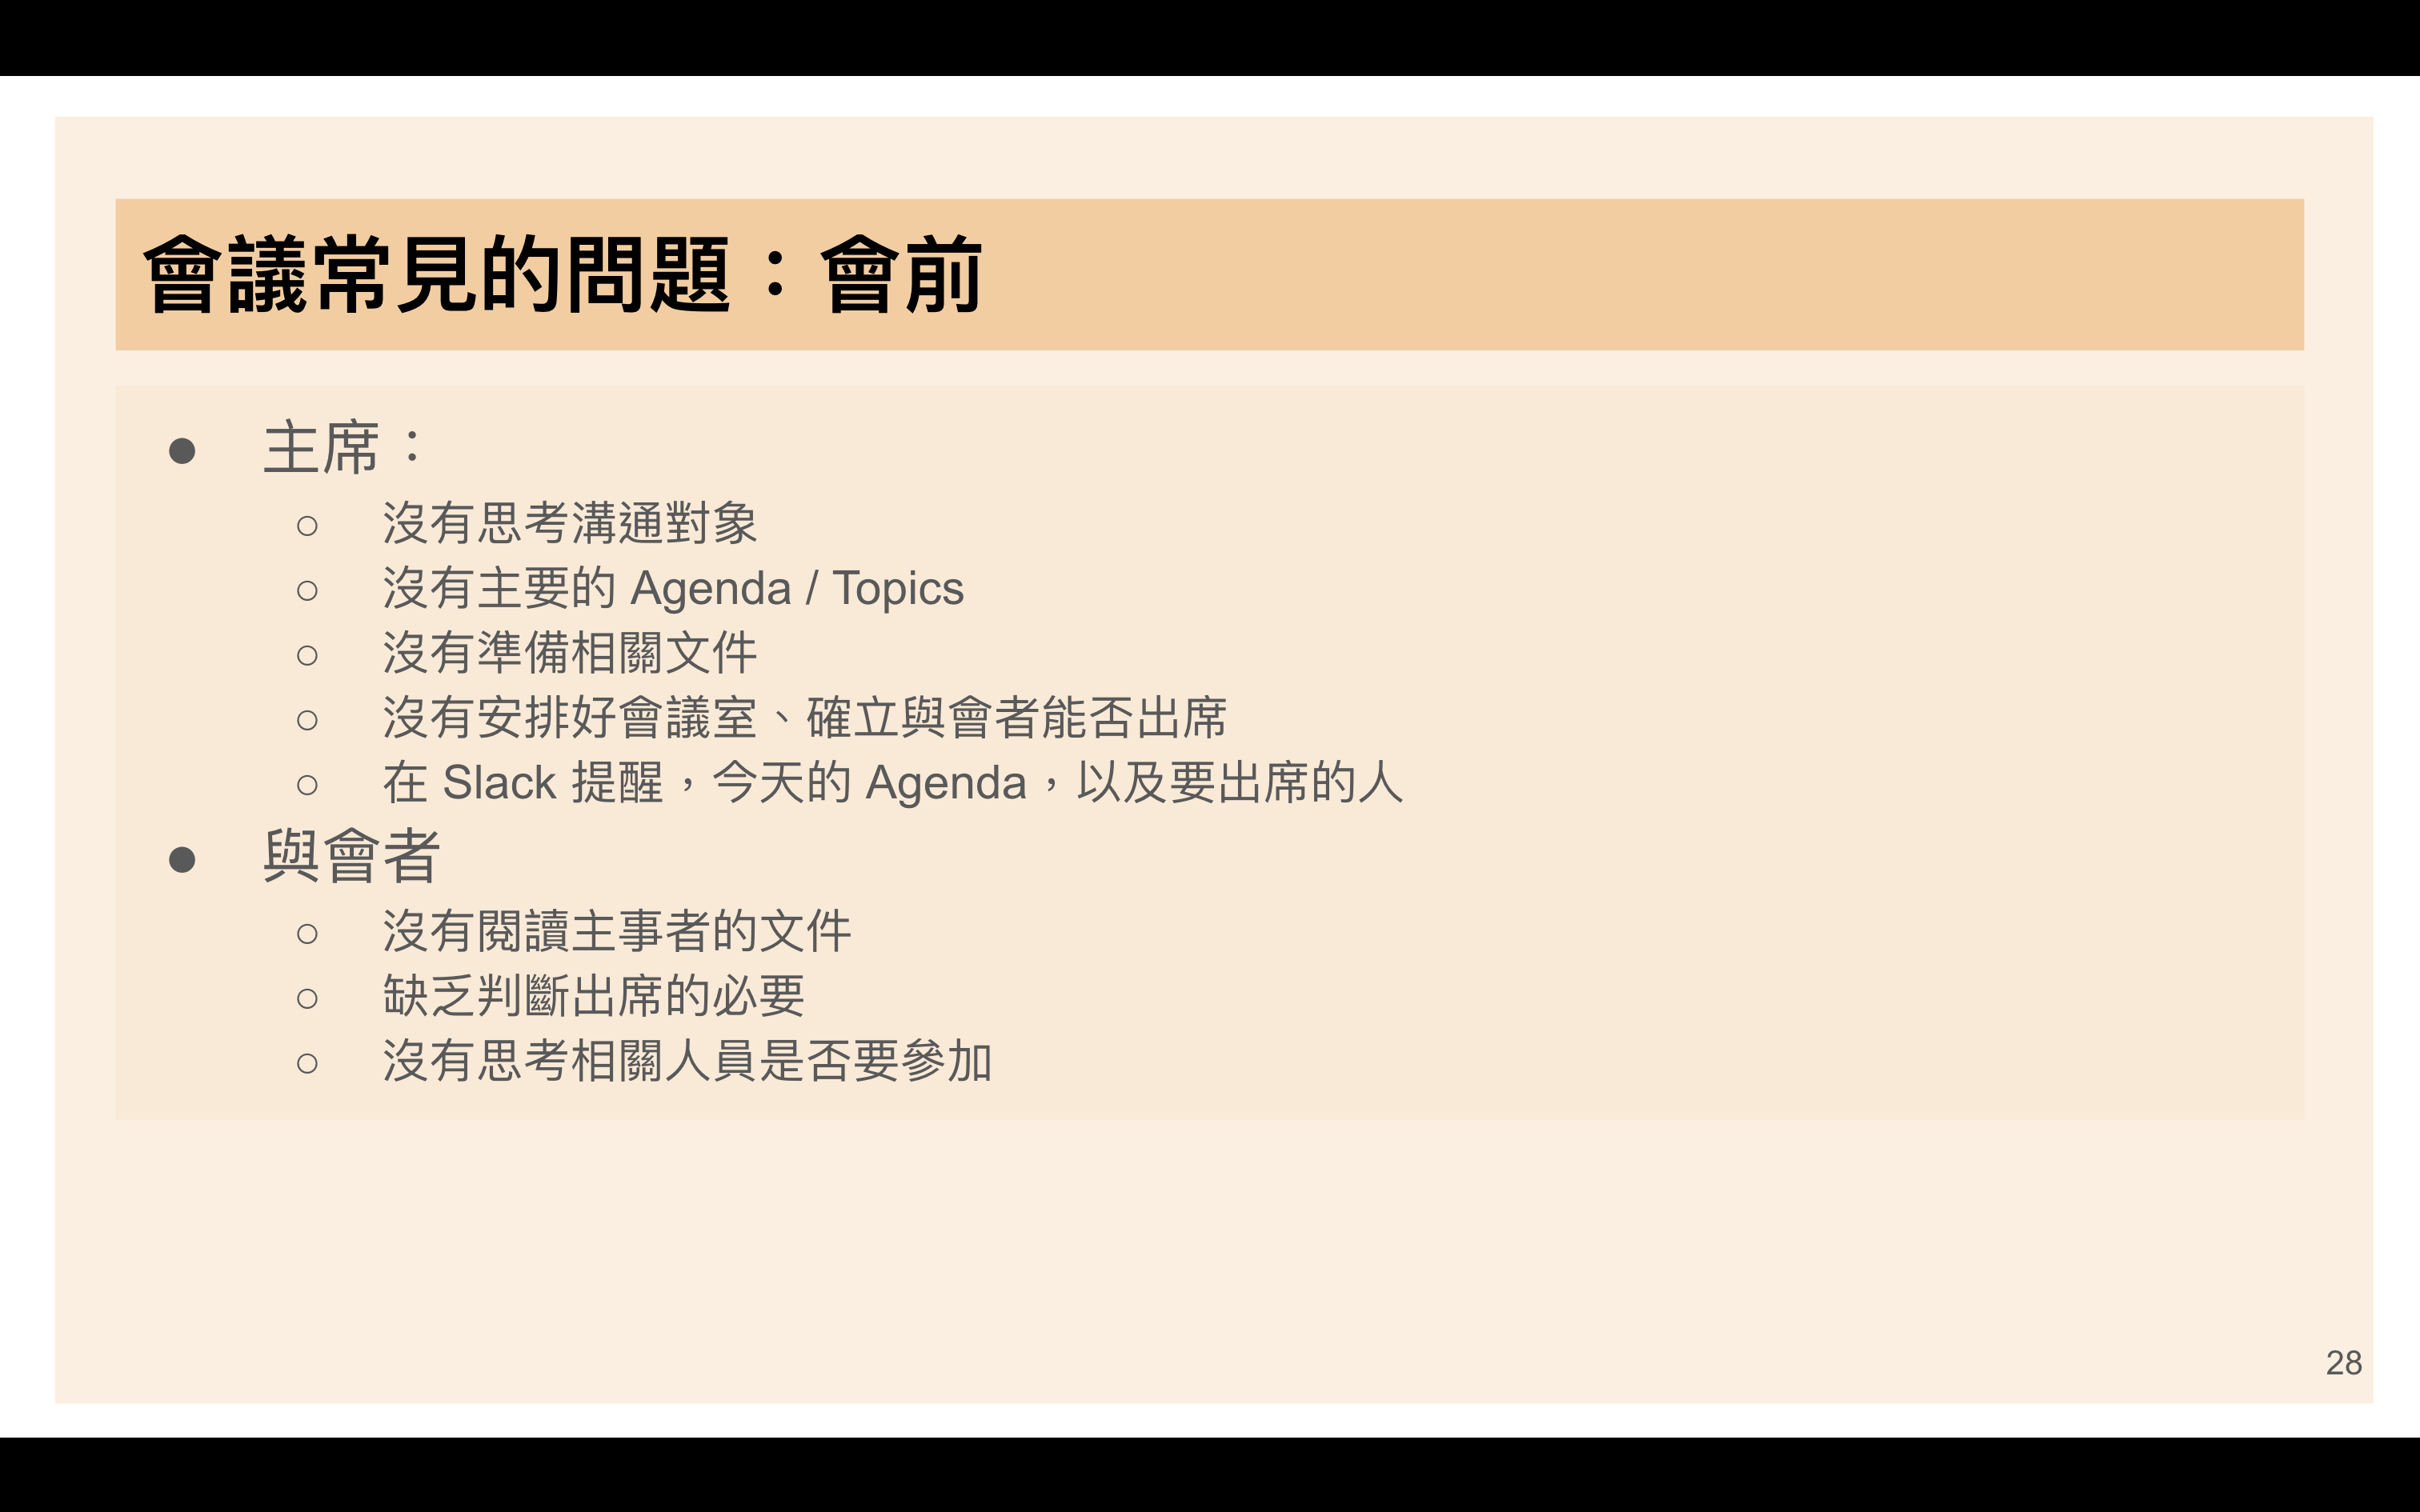 會議常見的問題：會前
● 主席：
○ 沒有思考溝通對象
○ 沒有主要的 Agenda / Topics
○ 沒有準備相關文件
○ 沒有安排好會議室、確立與會者能否出席
○ 在 Slack 提醒，今天的 Agenda，以及要出席的人
● 與會者
○ 沒有閱讀主事者的文件
○ 缺乏判斷出席的必要
○ 沒有思考相關人員是否要參加
28